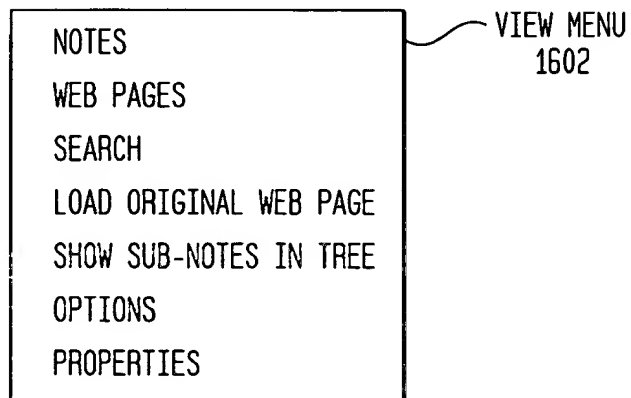 NOTES
WEB PAGES
SEARCH
LOAD ORIGINAL WEB PAGE
SHOW SUB-NOTES IN TREE
OPTIONS
PROPERTIES
VIEW MENU
1602